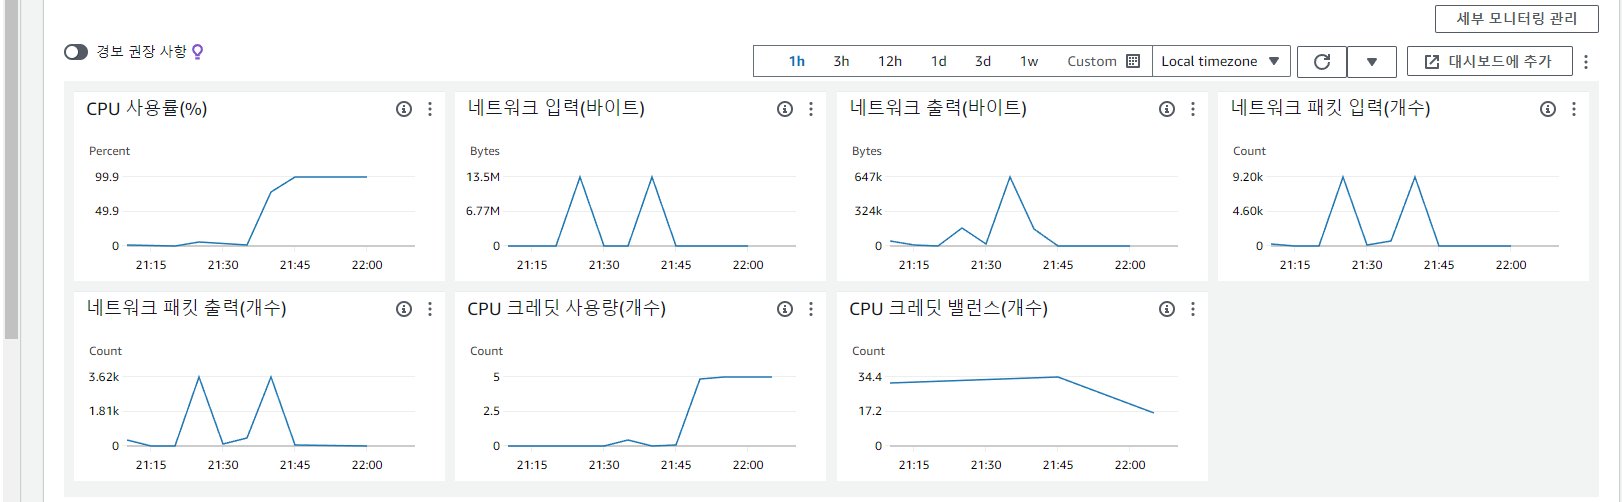 세부 모니터링 관리
경보 권장 사항
1h 3h 12h 1d 3d 1w Custom Local timezone 대시보드에 추가
CPU 사용률(%)
Percent
99.9
49.9
0
21:15 21:30 21:45 22:00
네트워크 입력(바이트)
Bytes
13.5M
6.77M
0
21:15 21:30 21:45 22:00
네트워크 출력(바이트)
Bytes
647k
324k
0
21:15 21:30 21:45 22:00
네트워크 패킷 입력(개수)
Count
9.20k
4.60k
0
21:15 21:30 21:45 22:00
네트워크 패킷 출력(개수)
Count
3.62k
1.81k
0
21:15 21:30 21:45 22:00
CPU 크레딧 사용량(개수)
Count
5
2.5
0
21:15 21:30 21:45 22:00
CPU 크레딧 밸런스(개수)
Count
34.4
17.2
0
21:15 21:30 21:45 22:00